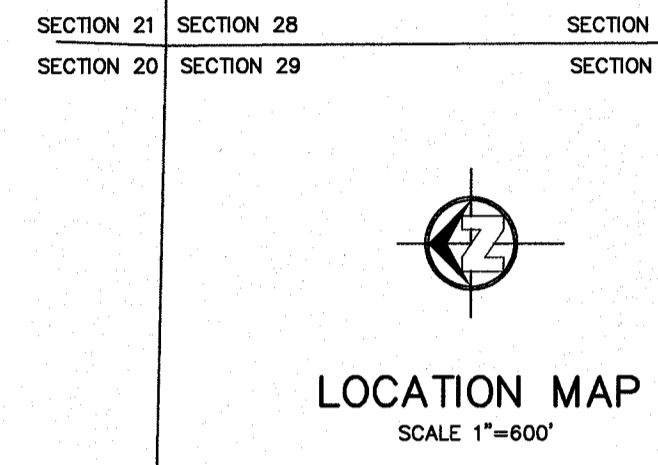 SECTION 21 SECTION 28 SECTION
SECTION 20 SECTION 29 SECTION
N
LOCATION MAP
SCALE 1"=600'